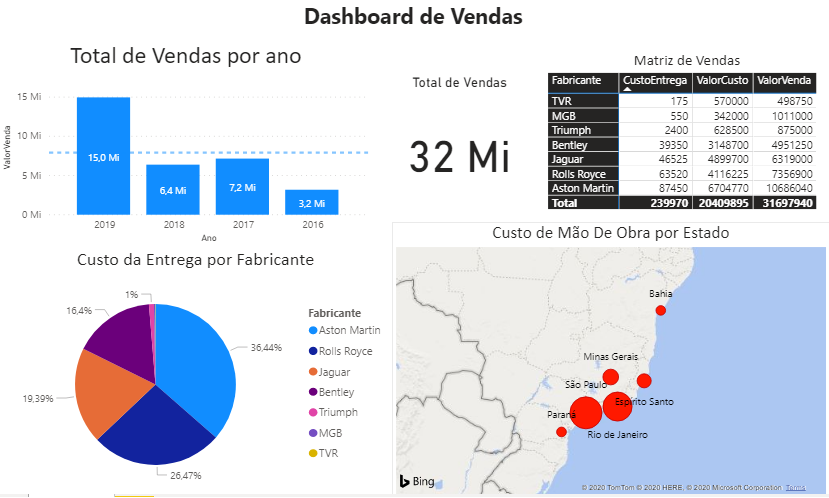 Dashboard de Vendas
Total de Vendas por ano
ValorVenda
15 Mi
10 Mi
5 Mi
0 Mi
15,0 Mi
6,4 Mi
7,2 Mi
3,2 Mi
2019 2018 2017 2016
Ano
Total de Vendas
32 Mi
Matriz de Vendas
Fabricante CustoEntrega ValorCusto ValorVenda
TVR 175 570000 498750
MGB 550 342000 1011000
Triumph 2400 628500 875000
Bentley 39350 3148700 4951250
Jaguar 46525 4899700 6319000
Rolls Royce 63520 4116225 7356900
Aston Martin 87450 6704770 10686040
Total 239970 20409895 31697940
Custo da Entrega por Fabricante
1%
16,4%
36,44%
19,39%
26,47%
Fabricante
Aston Martin
Rolls Royce
Jaguar
Bentley
Triumph
MGB
TVR
Custo de Mão De Obra por Estado
Bahia
Minas Gerais
São Paulo
Espírito Santo
Paraná
Rio de Janeiro
Bing
© 2020 TomTom © 2020 HERE, © 2020 Microsoft Corporation Terms